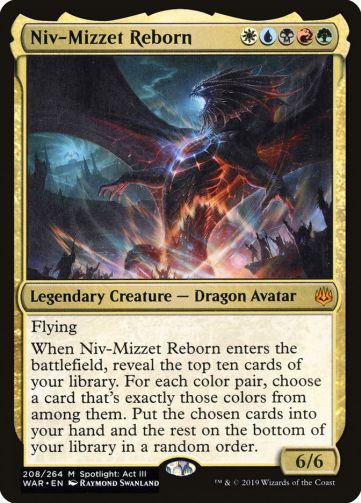 Niv-Mizzet Reborn
Legendary Creature — Dragon Avatar
Flying
When Niv-Mizzet Reborn enters the
battlefield, reveal the top ten cards of
your library. For each color pair, choose
a card that's exactly those colors from
among them. Put the chosen cards into
your hand and the rest on the bottom of
your library in a random order.
6/6
208/264 M Spotlight: Act III
WAR • EN Raymond Swanland
™ & © 2019 Wizards of the Coast